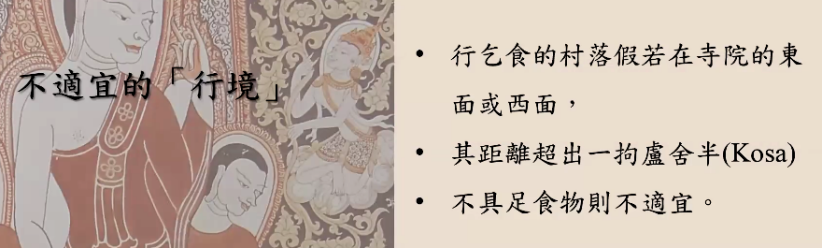 不適宜的「行境」
• 行乞食的村落假若在寺院的東
面或西面，
• 其距離超出一拘盧舍半(Kosa)
• 不具足食物則不適宜。